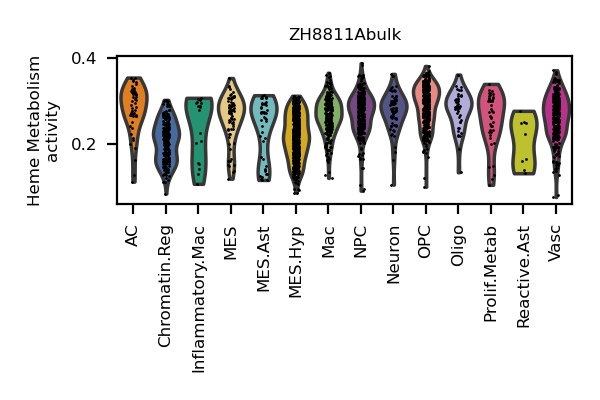 ZH8811Abulk
Heme Metabolism
activity
0.4
0.2
AC
Chromatin.Reg
Inflammatory.Mac
MES
MES.Ast
MES.Hyp
Mac
NPC
Neuron
OPC
Oligo
Prolif.Metab
Reactive.Ast
Vasc